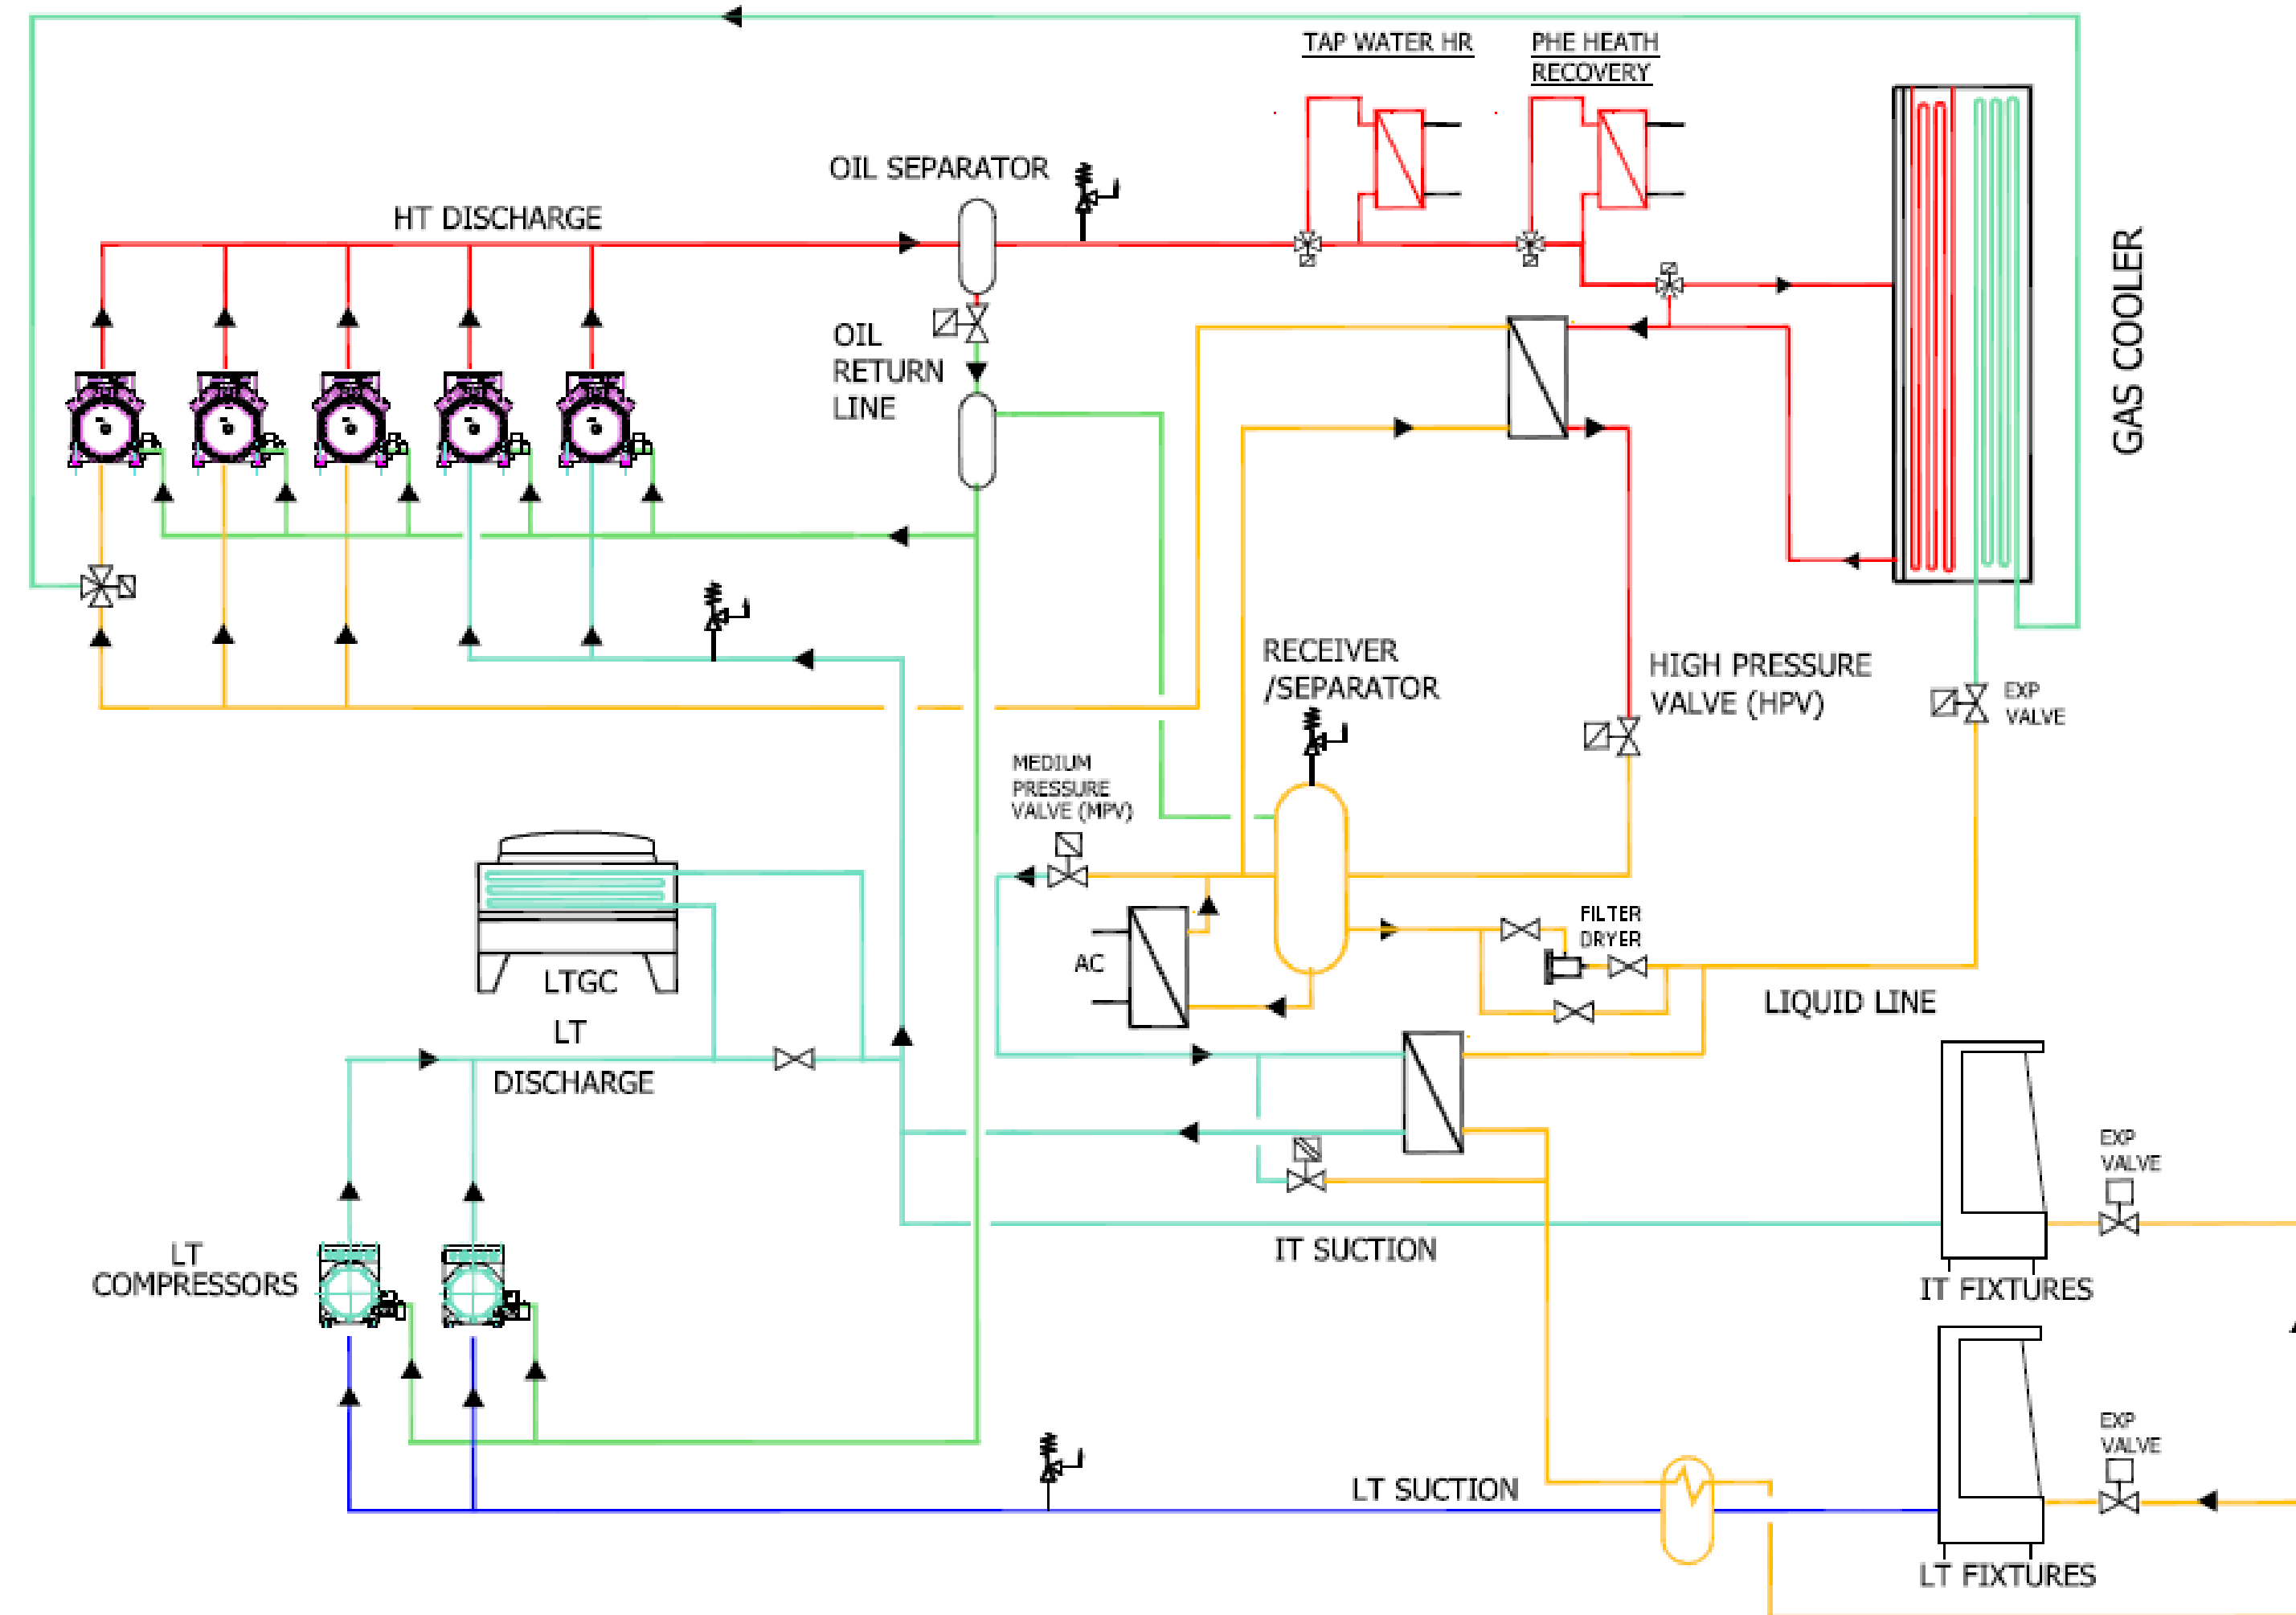 TAP WATER HR
PHE HEATH
RECOVERY
OIL SEPARATOR
HT DISCHARGE
GAS COOLER
OIL
RETURN
LINE
RECEIVER
/SEPARATOR
HIGH PRESSURE
VALVE (HPV)
EXP
VALVE
MEDIUM
PRESSURE
VALVE (MPV)
FILTER
DRYER
AC
LTGC
LIQUID LINE
LT
DISCHARGE
EXP
VALVE
LT
COMPRESSORS
IT SUCTION
IT FIXTURES
EXP
VALVE
LT SUCTION
LT FIXTURES